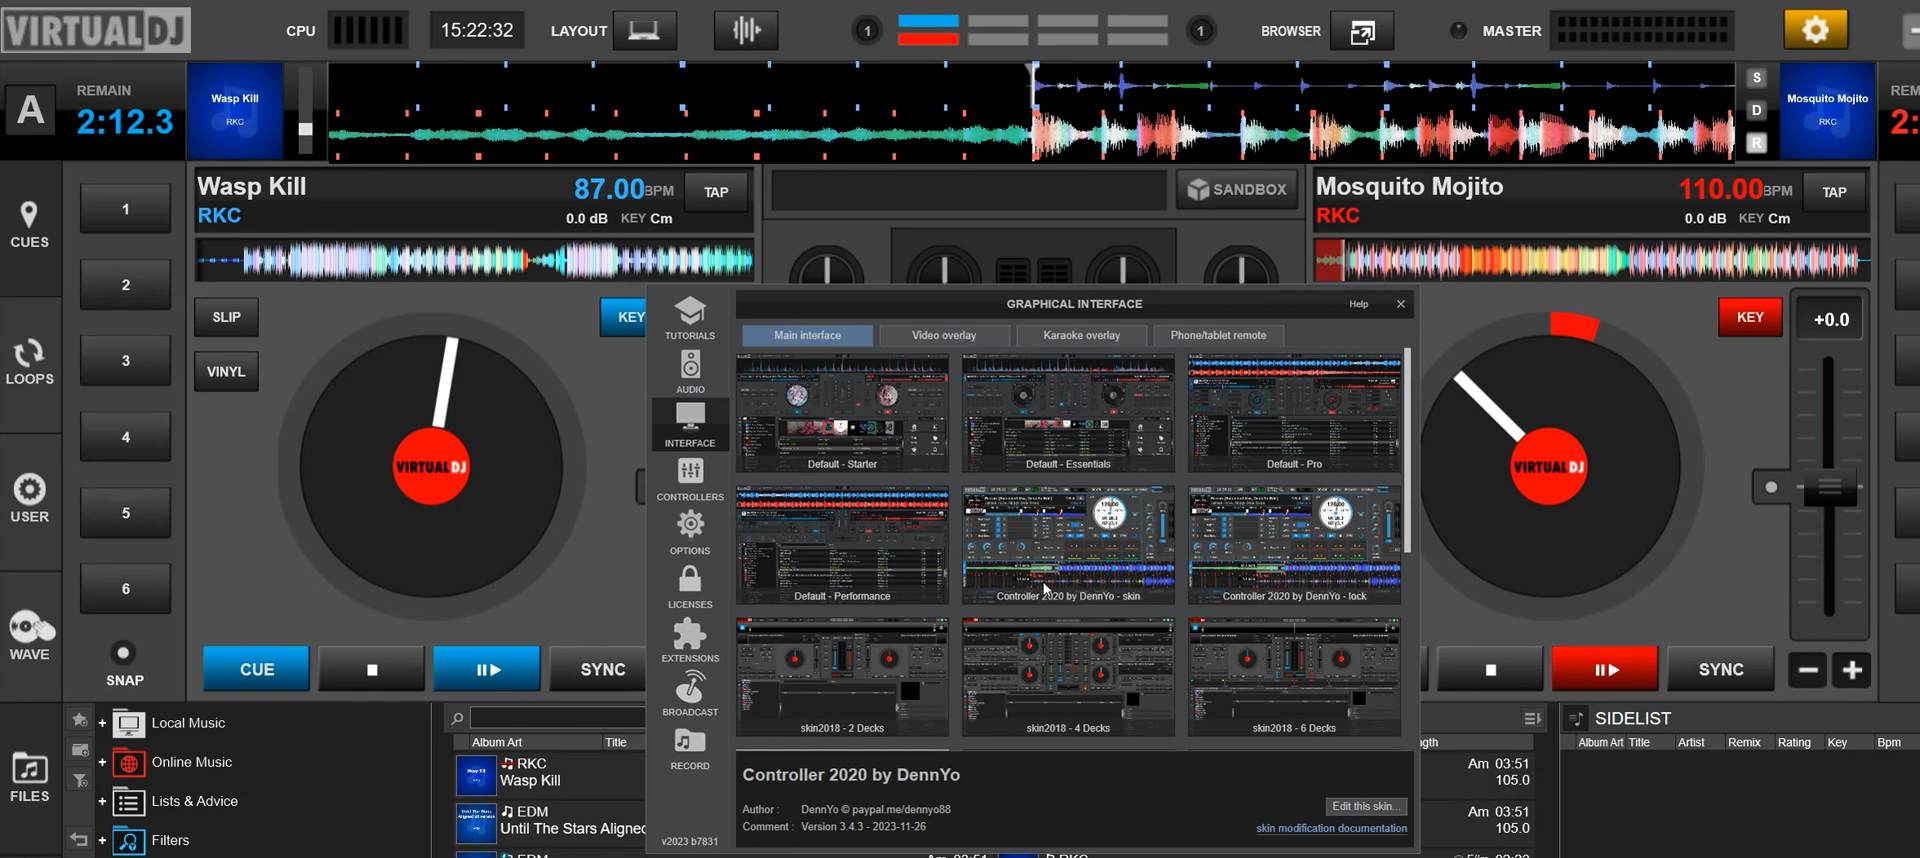 VIRTUALDJ
CPU
15:22:32
LAYOUT
1
1
BROWSER
MASTER
A
REMAIN
2:12.3
Wasp Kill
RKC
S
D
R
Mosquito Mojito
RKC
REM
2:
Wasp Kill
87.00BPM
TAP
RKC
0.0 dB KEY Cm
SANDBOX
Mosquito Mojito
110.00BPM
TAP
RKC
0.0 dB KEY Cm
CUES
LOOPS
USER
WAVE
FILES
1
2
3
4
5
6
SNAP
SLIP
VINYL
KEY
VIRTUALDJ
CUE
SYNC
KEY
+0.0
VIRTUALDJ
SYNC
TUTORIALS
AUDIO
INTERFACE
CONTROLLERS
OPTIONS
LICENSES
EXTENSIONS
BROADCAST
RECORD
v2023 b7831
GRAPHICAL INTERFACE
Help
Main interface
Video overlay
Karaoke overlay
Phone/tablet remote
Default - Starter
Default - Essentials
Default - Pro
Default - Performance
Controller 2020 by DennYo - skin
Controller 2020 by DennYo - lock
skin2018 - 2 Decks
skin2018 - 4 Decks
skin2018 - 6 Decks
Controller 2020 by DennYo
Author : DennYo © paypal.me/dennyo88
Comment : Version 3.4.3 - 2023-11-26
Edit this skin...
skin modification documentation
+ Local Music
+ Online Music
+ Lists & Advice
+ Filters
Album Art Title
RKC
Wasp Kill
EDM
Until The Stars Aligned
ngth
Am 03:51
105.0
Am 03:51
105.0
SIDELIST
Album Art Title Artist Remix Rating Key Bpm